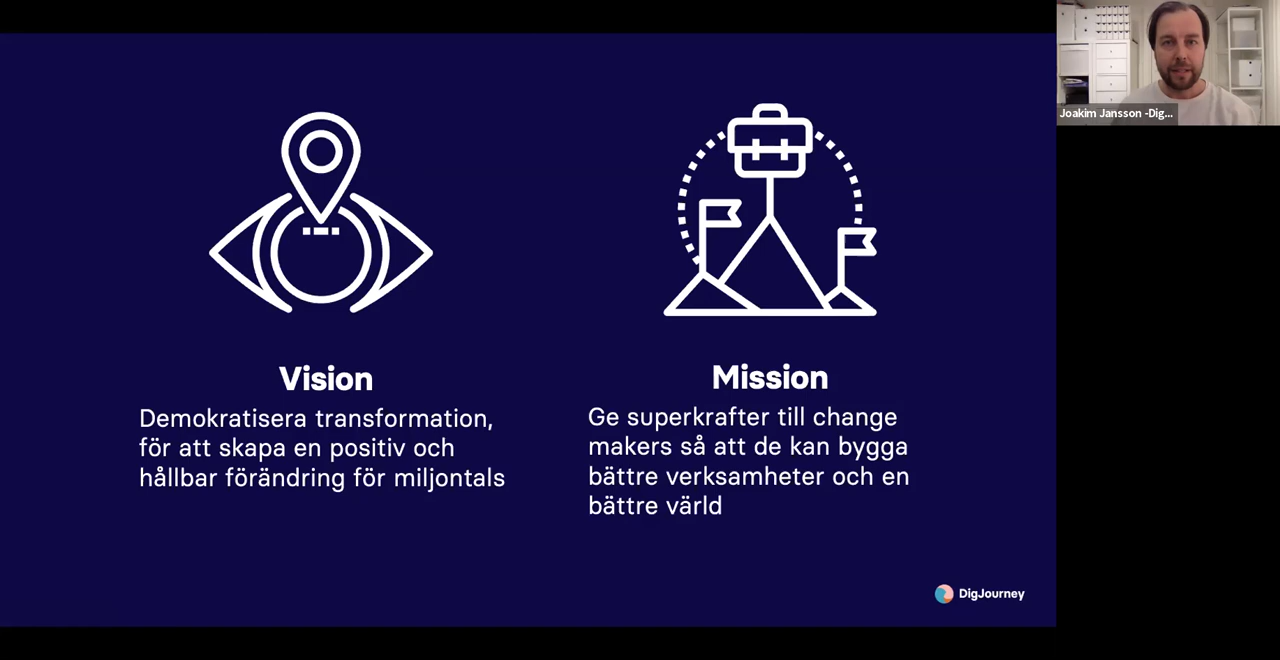 Joakim Jansson -Dig...
Vision
Demokratisera transformation,
för att skapa en positiv och
hållbar förändring för miljontals
Mission
Ge superkrafter till change
makers så att de kan bygga
bättre verksamheter och en
bättre värld
DigJourney